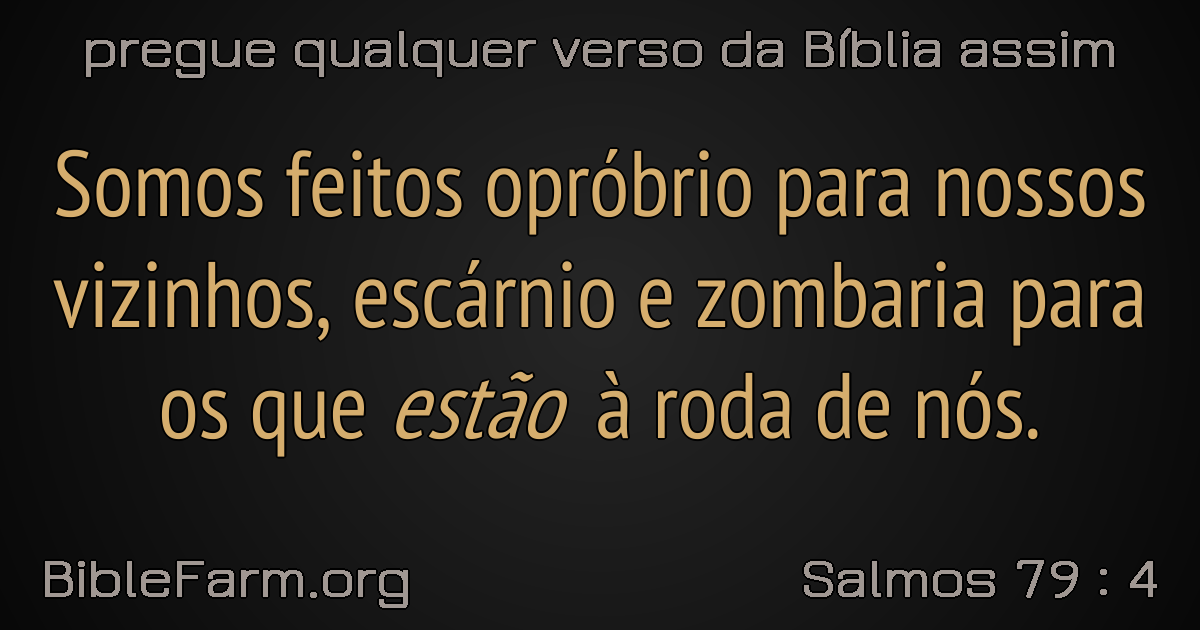 pregue qualquer verso da Bíblia assim
Somos feitos opróbrio para nossos
vizinhos, escárnio e zombaria para
os que estão à roda de nós.
BibleFarm.org
Salmos 79 : 4